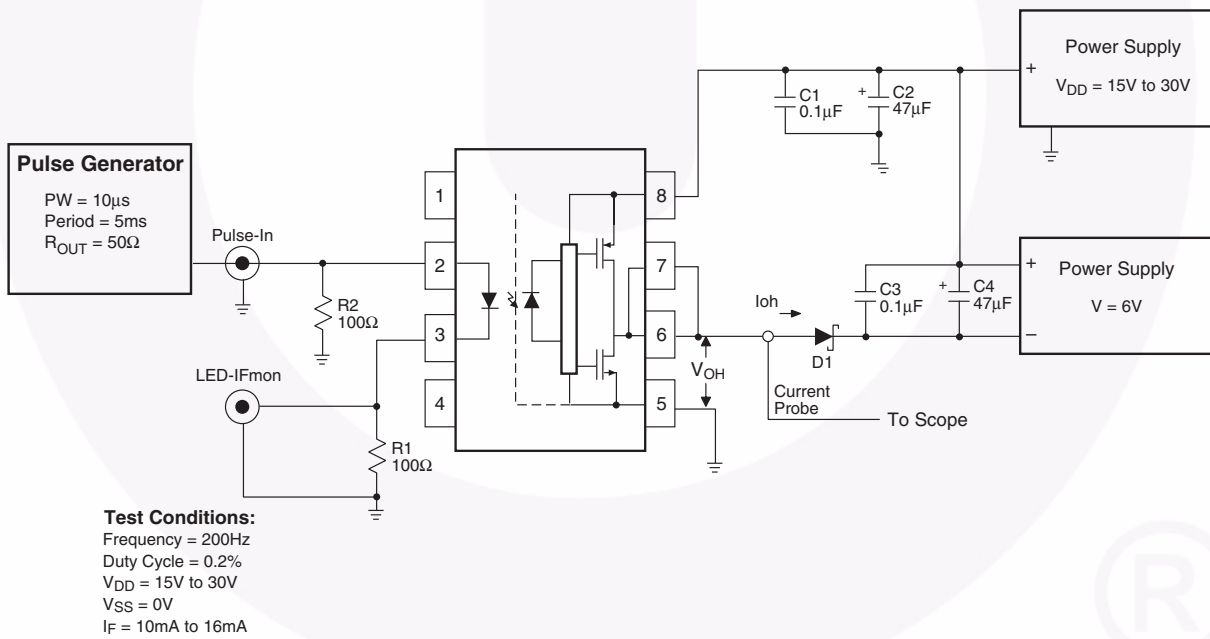 Power Supply
VDD = 15V to 30V
+
C1
0.1μF
+
C2
47μF
Pulse Generator
PW = 10μs
Period = 5ms
ROUT = 50Ω
Pulse-In
R2
100Ω
LED-IFmon
R1
100Ω
1
2
3
4
8
7
6
5
VOH
Ioh
D1
Current
Probe
To Scope
C3
0.1μF
+
C4
47μF
+
Power Supply
V = 6V
–
Test Conditions:
Frequency = 200Hz
Duty Cycle = 0.2%
VDD = 15V to 30V
VSS = 0V
IF = 10mA to 16mA
®